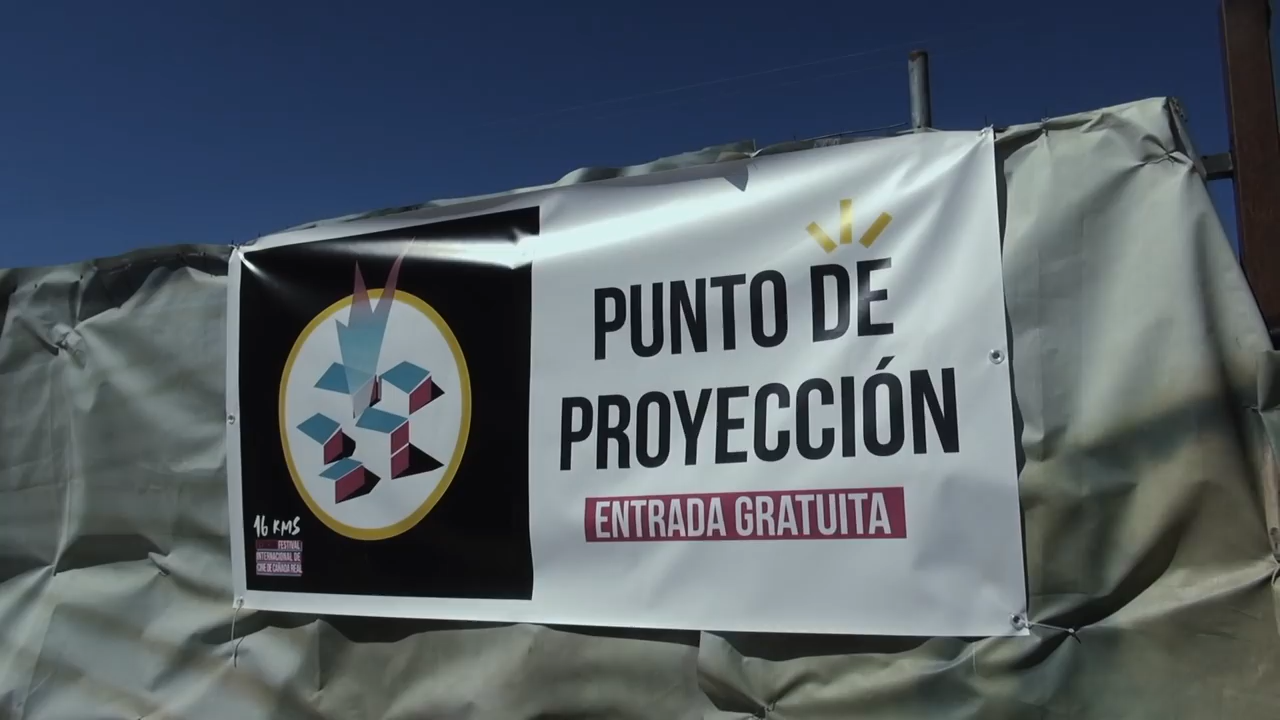 PUNTO DE
PROYECCIÓN
ENTRADA GRATUITA
16 KMS
FESTIVAL
INTERNACIONAL DE
CINE DE CAÑADA REAL